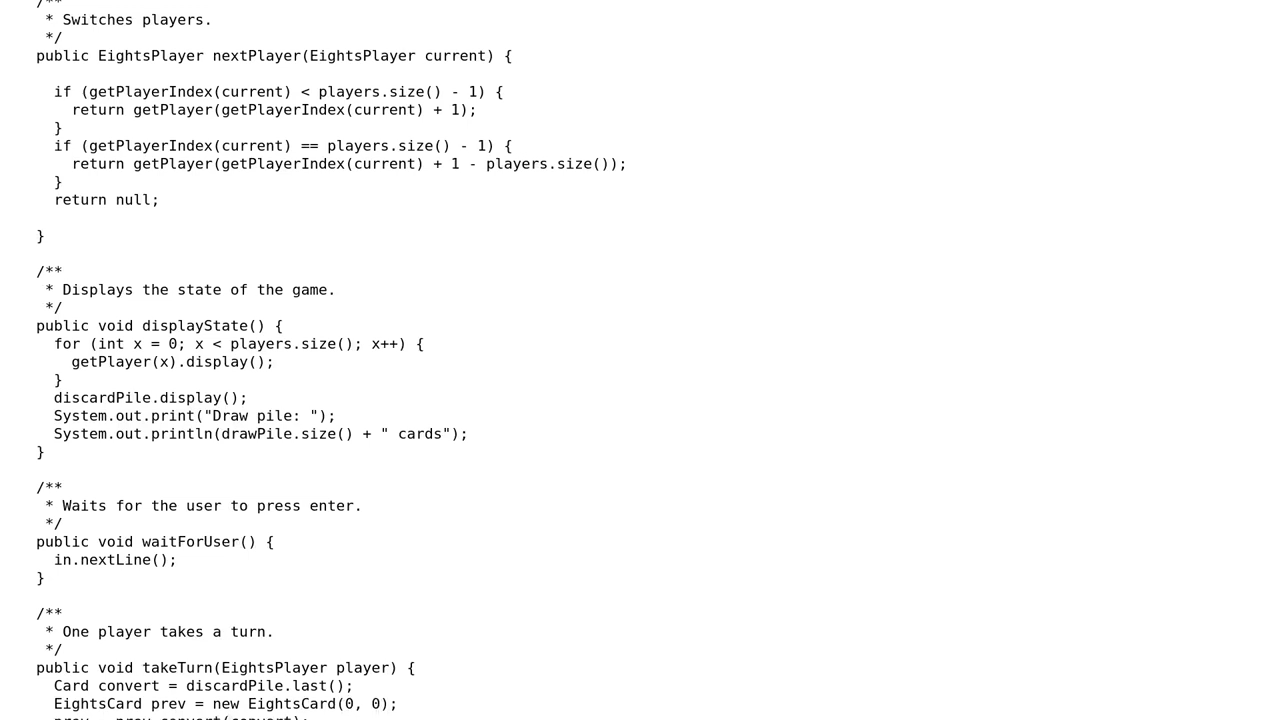 /**
 * Switches players.
 */
public EightsPlayer nextPlayer(EightsPlayer current) {
  if (getPlayerIndex(current) < players.size() - 1) {
    return getPlayer(getPlayerIndex(current) + 1);
  }
  if (getPlayerIndex(current) == players.size() - 1) {
    return getPlayer(getPlayerIndex(current) + 1 - players.size());
  }
  return null;
}
/**
 * Displays the state of the game.
 */
public void displayState() {
  for (int x = 0; x < players.size(); x++) {
    getPlayer(x).display();
  }
  discardPile.display();
  System.out.print("Draw pile: ");
  System.out.println(drawPile.size() + " cards");
}
/**
 * Waits for the user to press enter.
 */
public void waitForUser() {
  in.nextLine();
}
/**
 * One player takes a turn.
 */
public void takeTurn(EightsPlayer player) {
  Card convert = discardPile.last();
  EightsCard prev = new EightsCard(0, 0);
  prev = prev.convert(convert);